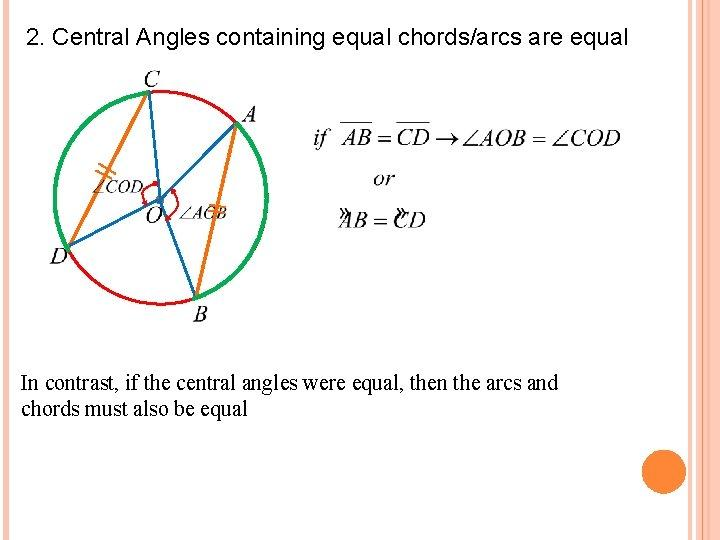 2. Central Angles containing equal chords/arcs are equal
C
A
if AB = CD → ∠AOB = ∠COD
or
» »
AB = CD
∠COD
O
∠AOB
D
B
In contrast, if the central angles were equal, then the arcs and
chords must also be equal